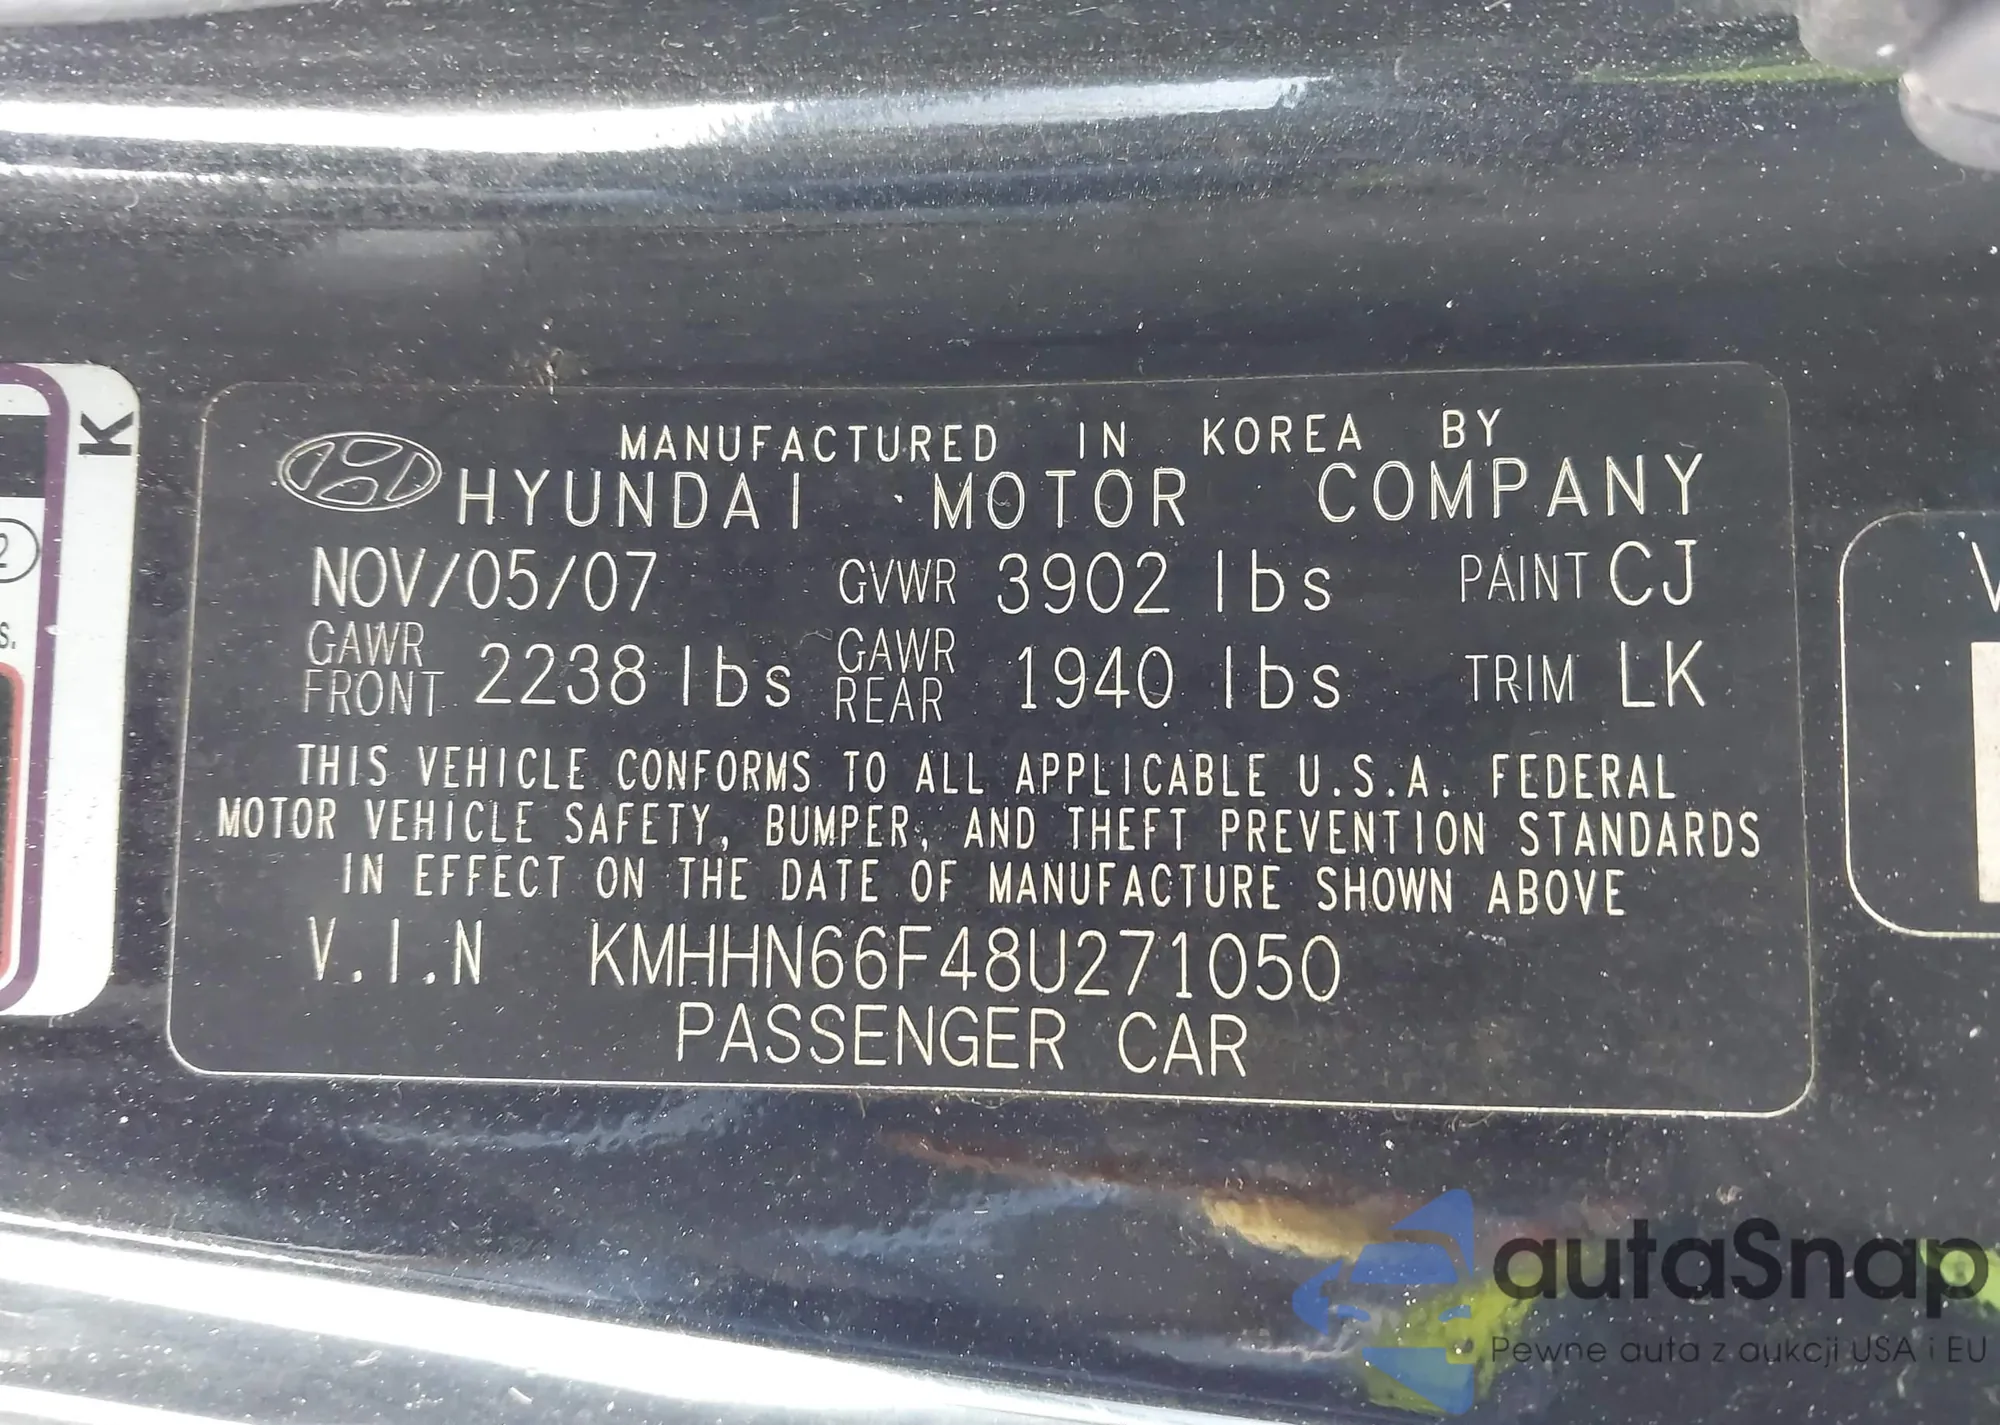 MANUFACTURED IN KOREA BY
HYUNDAI MOTOR COMPANY
NOV/05/07 GVWR 3902 lbs PAINT CJ
GAWR FRONT 2238 lbs GAWR REAR 1940 lbs TRIM LK
THIS VEHICLE CONFORMS TO ALL APPLICABLE U.S.A. FEDERAL
MOTOR VEHICLE SAFETY, BUMPER, AND THEFT PREVENTION STANDARDS
IN EFFECT ON THE DATE OF MANUFACTURE SHOWN ABOVE
V.I.N KMHHN66F48U271050
PASSENGER CAR
K
2
s.
autaSnap
Pewne auta z aukcji USA i EU